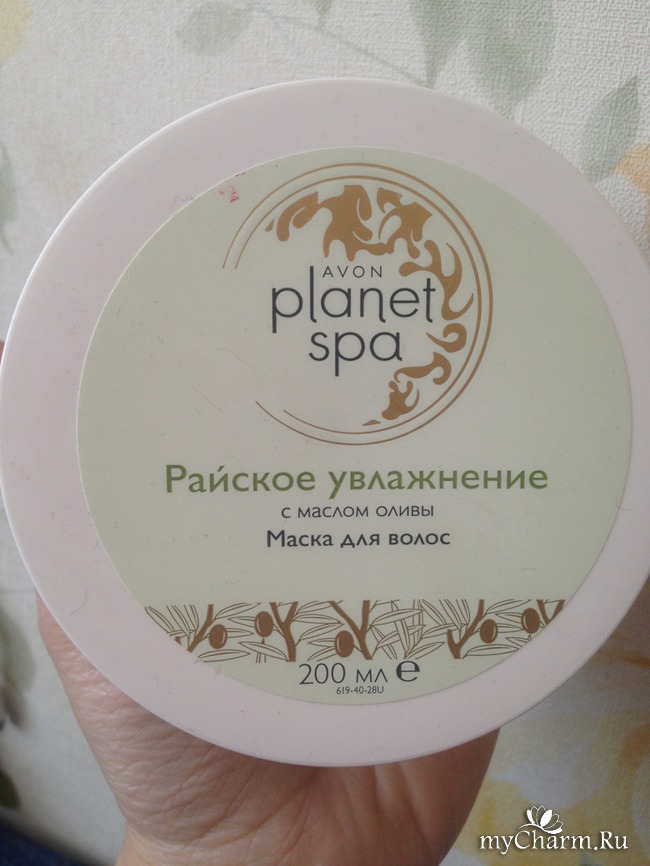 AVON
planet
spa
Райское увлажнение
с маслом оливы
Маска для волос
200 мл e
619-40-28U
myCharm.Ru